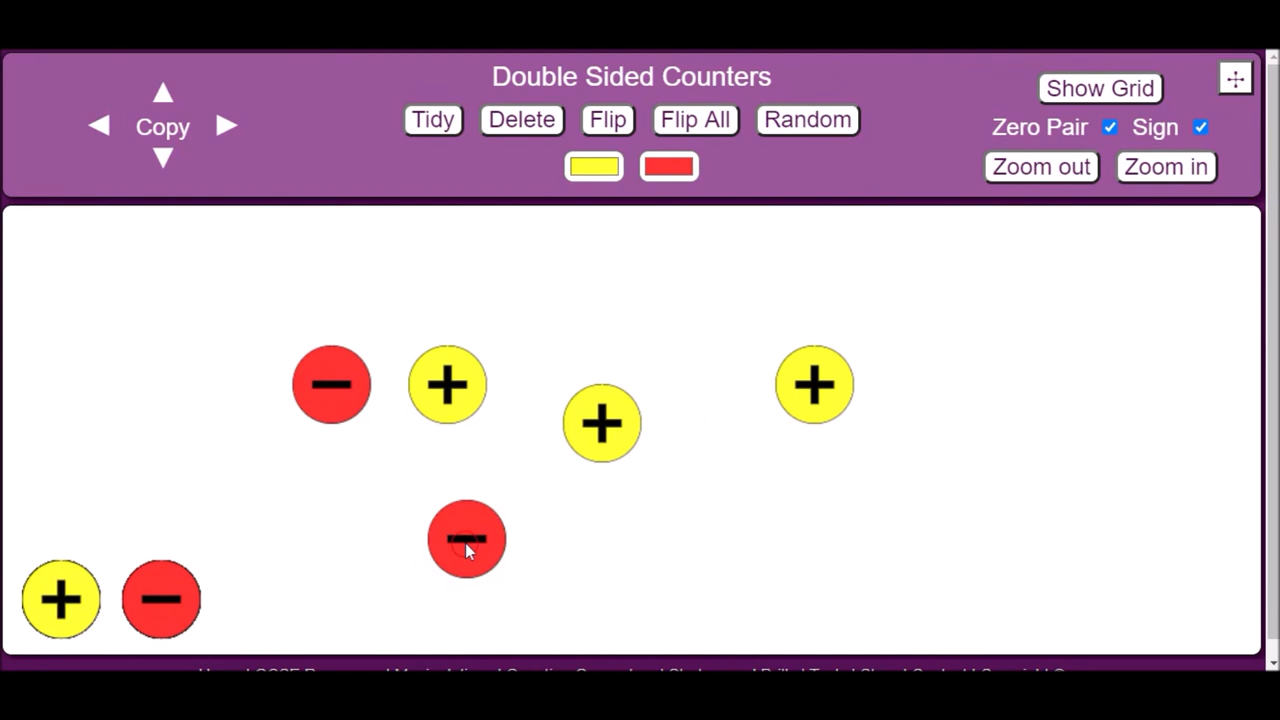 Double Sided Counters
Show Grid
Copy
Tidy Delete Flip Flip All Random
Zero Pair Sign
Zoom out Zoom in
− + +
+
−
+ −